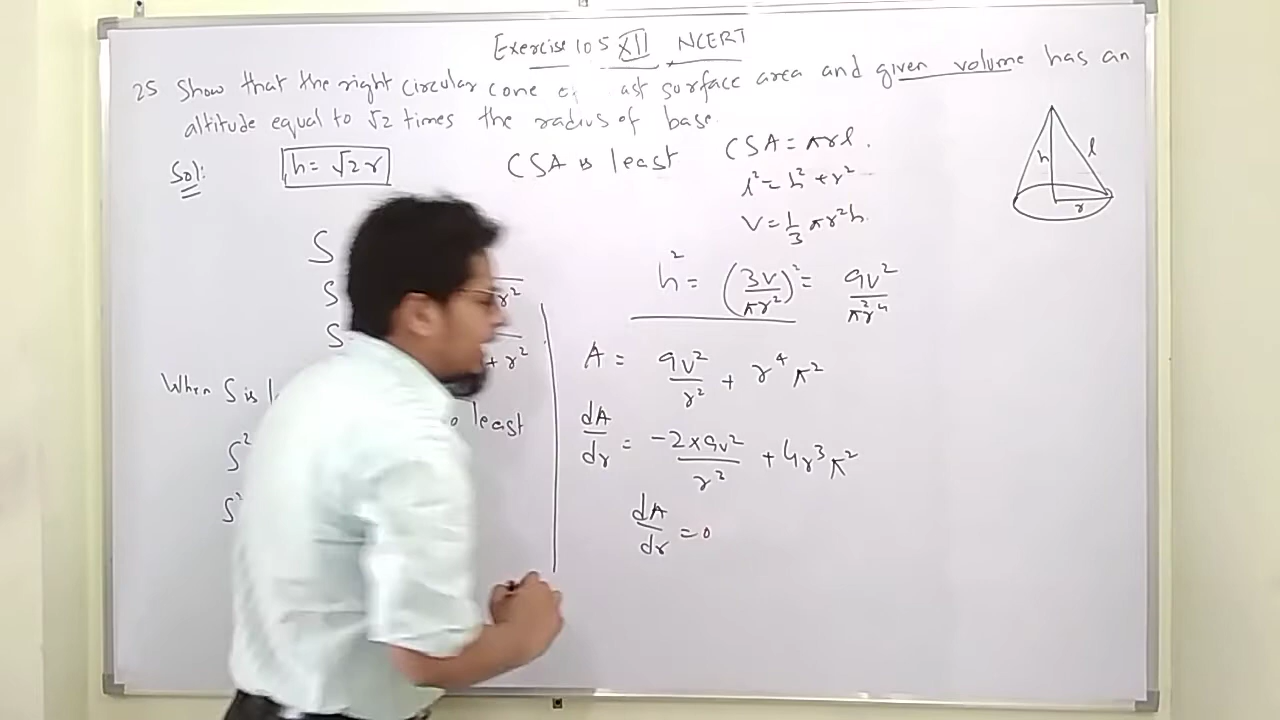 Exercise 10 5 XII NCERT
25 Show that the right circular cone ast surface area and given volume has an
altitude equal to √2 times the radius of base.
Sol:
h = √2 r
CSA is least
CSA = πrl.
l² = h² + r²
V = 1/3 πr²h.
h
l
r
S
S r²
S + r²
When S is least
S²
S²
h² = (3V/πr²)² = 9V²/π²r⁴
A = 9V²/r² + r⁴π²
dA/dr = -2×9V²/r² + 4r³π²
dA/dr = 0